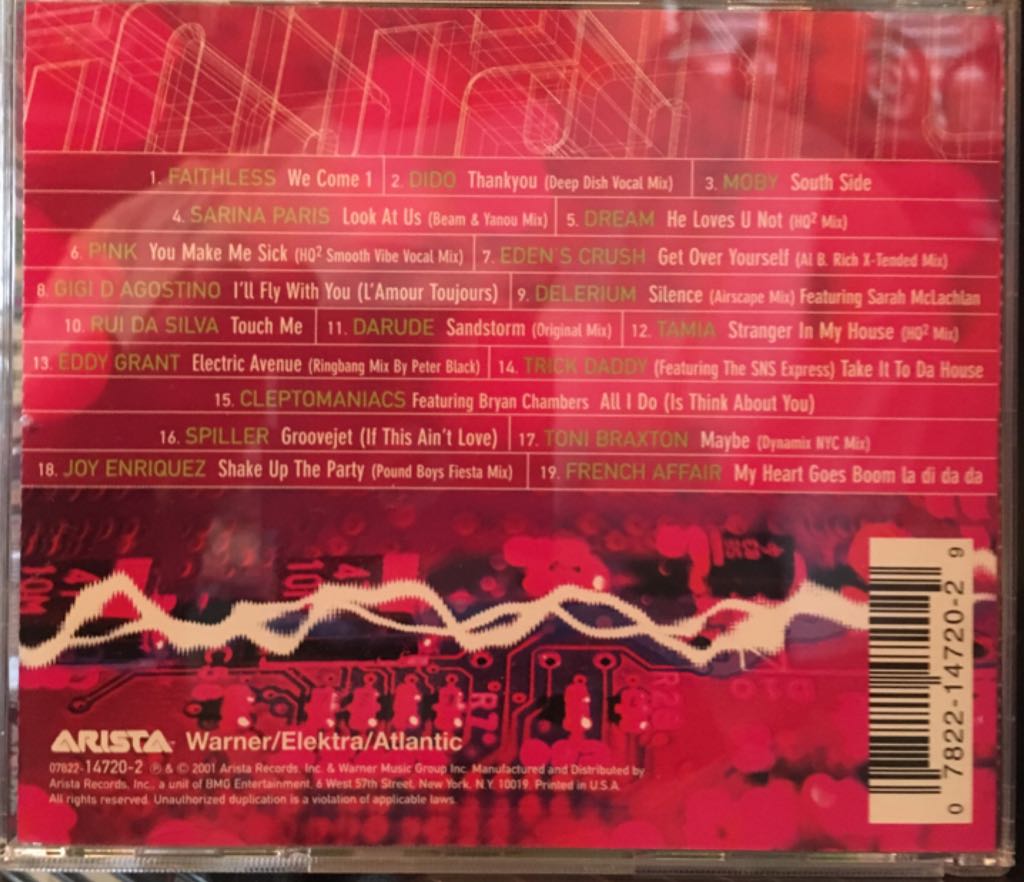 1. FAITHLESS We Come 1 2. DIDO Thankyou (Deep Dish Vocal Mix) 3. MOBY South Side
4. SARINA PARIS Look At Us (Beam & Yanou Mix) 5. DREAM He Loves U Not (HQ² Mix)
6. P!NK You Make Me Sick (HQ² Smooth Vibe Vocal Mix) 7. EDEN'S CRUSH Get Over Yourself (Al B. Rich X-Tended Mix)
8. GIGI D AGOSTINO I'll Fly With You (L'Amour Toujours) 9. DELERIUM Silence (Airscape Mix) Featuring Sarah McLachlan
10. RUI DA SILVA Touch Me 11. DARUDE Sandstorm (Original Mix) 12. TAMIA Stranger In My House (HQ² Mix)
13. EDDY GRANT Electric Avenue (Ringbang Mix By Peter Black) 14. TRICK DADDY (Featuring The SNS Express) Take It To Da House
15. CLEPTOMANIACS Featuring Bryan Chambers All I Do (Is Think About You)
16. SPILLER Groovejet (If This Ain't Love) 17. TONI BRAXTON Maybe (Dynamix NYC Mix)
18. JOY ENRIQUEZ Shake Up The Party (Pound Boys Fiesta Mix) 19. FRENCH AFFAIR My Heart Goes Boom la di da da
ARISTA Warner/Elektra/Atlantic
07822-14720-2 ℗ & © 2001 Arista Records, Inc. & Warner Music Group Inc. Manufactured and Distributed by
Arista Records, Inc., a unit of BMG Entertainment, 6 West 57th Street, New York, N.Y. 10019. Printed in U.S.A.
All rights reserved. Unauthorized duplication is a violation of applicable laws.
0 7822-14720-2 9